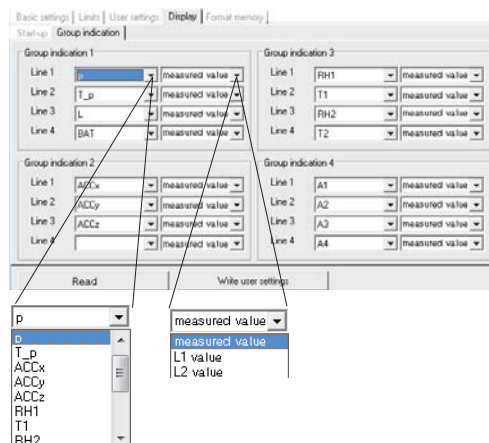 Basic settings Limits User settings Display Format memory
Start-up Group indication
Group indication 1
Line 1 p measured value
Line 2 T_p measured value
Line 3 L measured value
Line 4 BAT measured value
Group indication 3
Line 1 RH1 measured value
Line 2 T1 measured value
Line 3 RH2 measured value
Line 4 T2 measured value
Group indication 2
Line 1 ACCx measured value
Line 2 ACCy measured value
Line 3 ACCz measured value
Line 4 measured value
Group indication 4
Line 1 A1 measured value
Line 2 A2 measured value
Line 3 A3 measured value
Line 4 A4 measured value
Read Write user settings
p
p
T_p
ACCx
ACCy
ACCz
RH1
T1
RH2
measured value
measured value
L1 value
L2 value